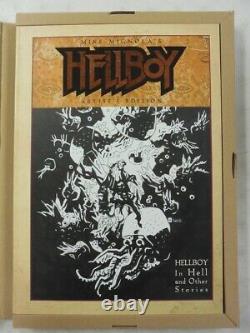 MIKE MIGNOLA'S
HELLBOY
ARTIST'S EDITION
HELLBOY
In Hell
and Other
Stories